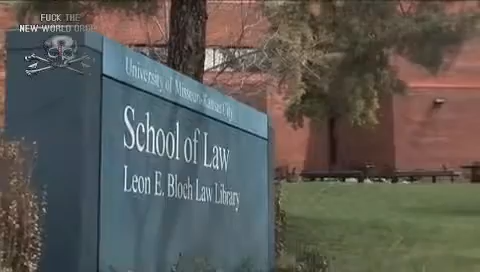 FUCK THE
NEW WORLD ORDER
University of Missouri-Kansas City
School of Law
Leon E. Bloch Law Library